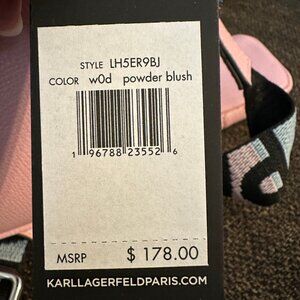 STYLE LH5ER9BJ
COLOR w0d powder blush
1 96788 23552 6
MSRP $ 178.00
KARLLAGERFELDPARIS.COM